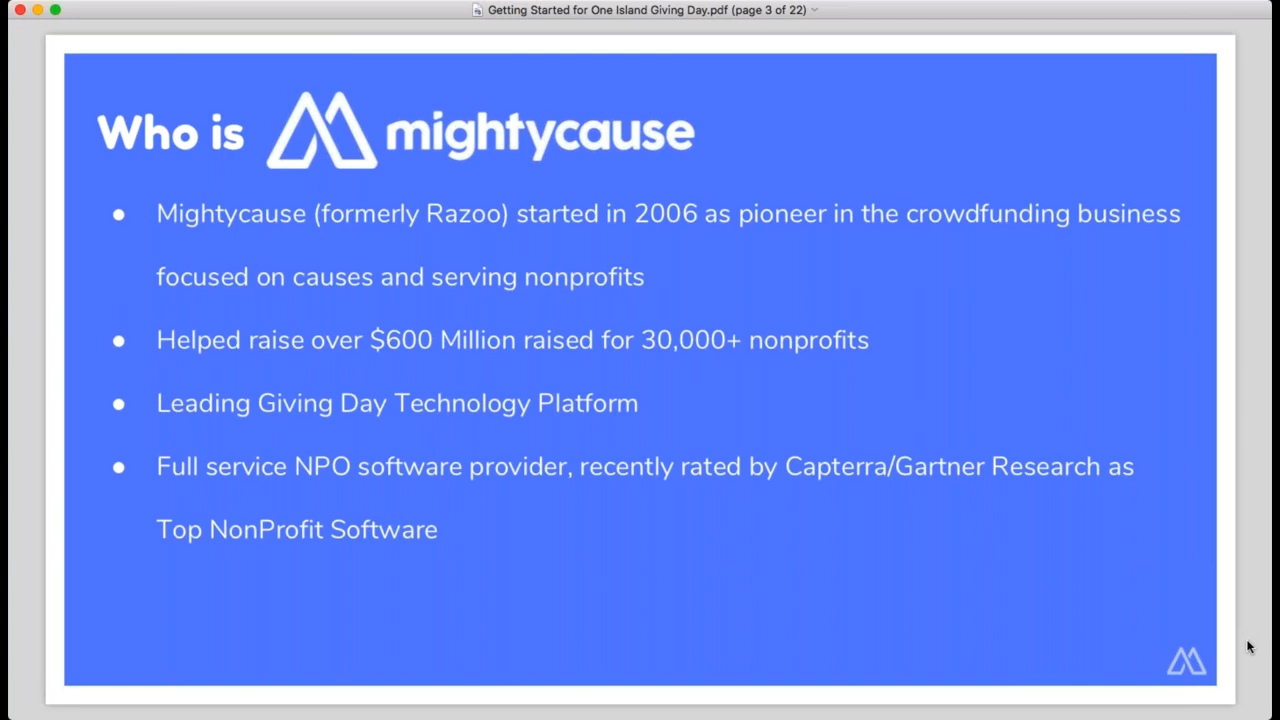 Getting Started for One Island Giving Day.pdf (page 3 of 22)
Who is mightycause
● Mightycause (formerly Razoo) started in 2006 as pioneer in the crowdfunding business
focused on causes and serving nonprofits
● Helped raise over $600 Million raised for 30,000+ nonprofits
● Leading Giving Day Technology Platform
● Full service NPO software provider, recently rated by Capterra/Gartner Research as
Top NonProfit Software